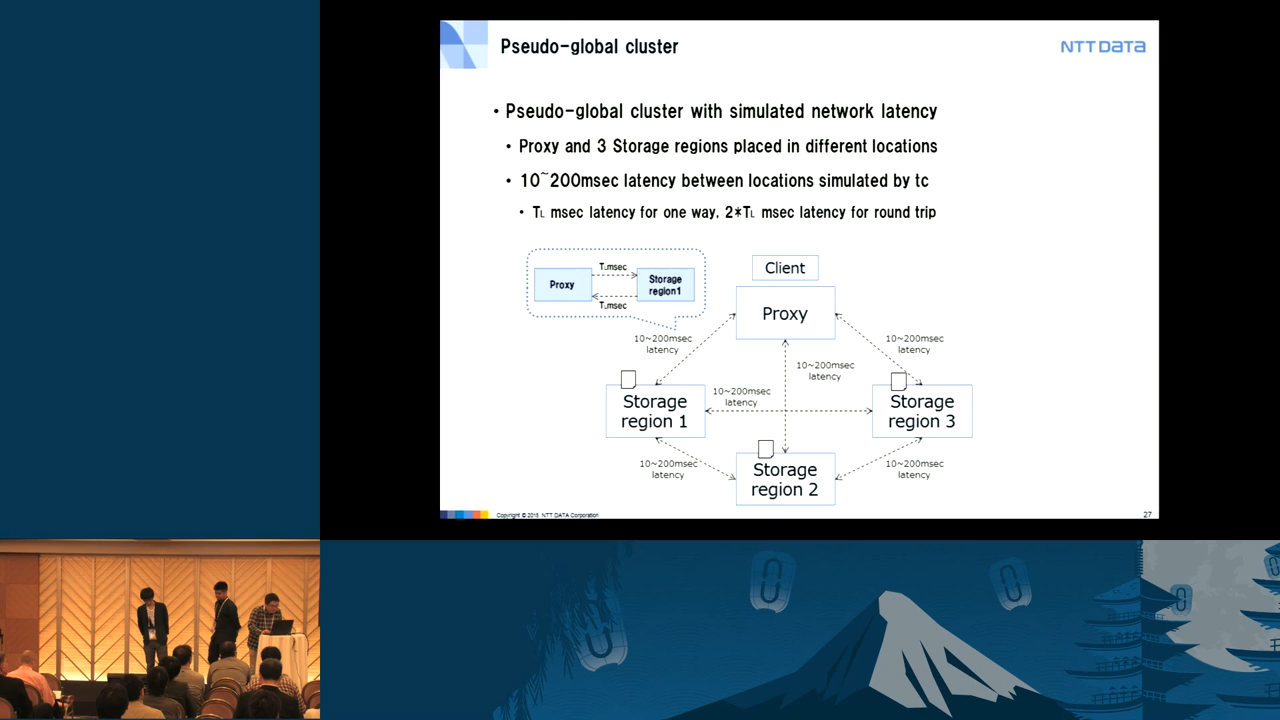 Pseudo-global cluster
NTT DATA
• Pseudo-global cluster with simulated network latency
• Proxy and 3 Storage regions placed in different locations
• 10~200msec latency between locations simulated by tc
• TL msec latency for one way, 2*TL msec latency for round trip
Proxy
TLmsec
TLmsec
Storage
region1
Client
Proxy
10~200msec
latency
10~200msec
latency
10~200msec
latency
10~200msec
latency
Storage
region 1
Storage
region 3
10~200msec
latency
10~200msec
latency
Storage
region 2
Copyright © 2015 NTT DATA Corporation
27